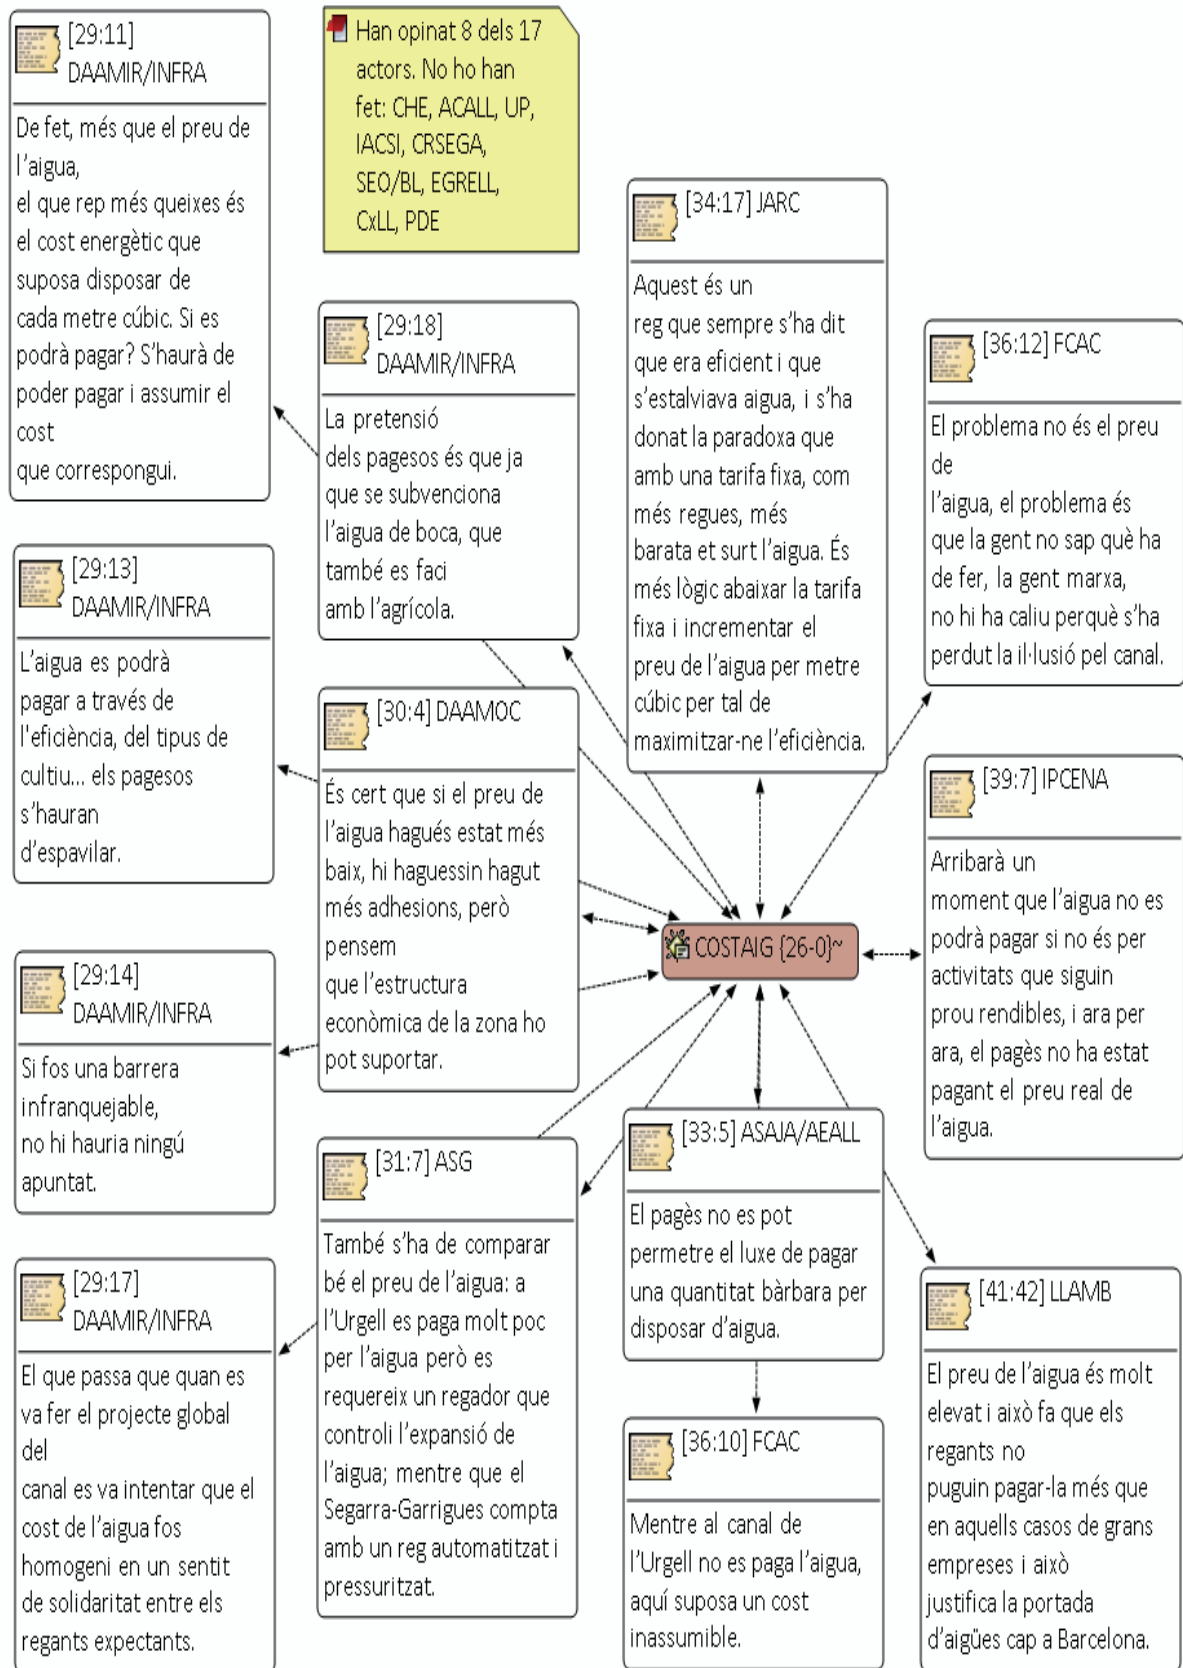 [29:11]
DAAMIR/INFRA
De fet, més que el preu de
l'aigua,
el que rep més queixes és
el cost energètic que
suposa disposar de
cada metre cúbic. Si es
podrà pagar? S'haurà de
poder pagar i assumir el
cost
que correspongui.
[29:13]
DAAMIR/INFRA
L'aigua es podrà
pagar a través de
l'eficiència, del tipus de
cultiu... els pagesos
s'hauran
d'espavilar.
[29:14]
DAAMIR/INFRA
Si fos una barrera
infranquejable,
no hi hauria ningú
apuntat.
[29:17]
DAAMIR/INFRA
El que passa que quan es
va fer el projecte global
del
canal es va intentar que el
cost de l'aigua fos
homogeni en un sentit
de solidaritat entre els
regants expectants.
Han opinat 8 dels 17
actors. No ho han
fet: CHE, ACALL, UP,
IACSI, CRSEGA,
SEO/BL, EGRELL,
CxLL, PDE
[29:18]
DAAMIR/INFRA
La pretensió
dels pagesos és que ja
que se subvenciona
l'aigua de boca, que
també es faci
amb l'agrícola.
[30:4] DAAMOC
És cert que si el preu de
l'aigua hagués estat més
baix, hi haguessin hagut
més adhesions, però
pensem
que l'estructura
econòmica de la zona ho
pot suportar.
[31:7] ASG
També s'ha de comparar
bé el preu de l'aigua: a
l'Urgell es paga molt poc
per l'aigua però es
requereix un regador que
controli l'expansió de
l'aigua; mentre que el
Segarra-Garrigues compta
amb un reg automatitzat i
pressuritzat.
[34:17] JARC
Aquest és un
reg que sempre s'ha dit
que era eficient i que
s'estalviava aigua, i s'ha
donat la paradoxa que
amb una tarifa fixa, com
més regues, més
barata et surt l'aigua. És
més lògic abaixar la tarifa
fixa i incrementar el
preu de l'aigua per metre
cúbic per tal de
maximitzar-ne l'eficiència.
COSTAIG {26-0}~
[33:5] ASAJA/AEALL
El pagès no es pot
permetre el luxe de pagar
una quantitat bàrbara per
disposar d'aigua.
[36:10] FCAC
Mentre al canal de
l'Urgell no es paga l'aigua,
aquí suposa un cost
inassumible.
[36:12] FCAC
El problema no és el preu
de
l'aigua, el problema és
que la gent no sap què ha
de fer, la gent marxa,
no hi ha caliu perquè s'ha
perdut la il·lusió pel canal.
[39:7] IPCENA
Arribarà un
moment que l'aigua no es
podrà pagar si no és per
activitats que siguin
prou rendibles, i ara per
ara, el pagès no ha estat
pagant el preu real de
l'aigua.
[41:42] LLAMB
El preu de l'aigua és molt
elevat i això fa que els
regants no
puguin pagar-la més que
en aquells casos de grans
empreses i això
justifica la portada
d'aigües cap a Barcelona.